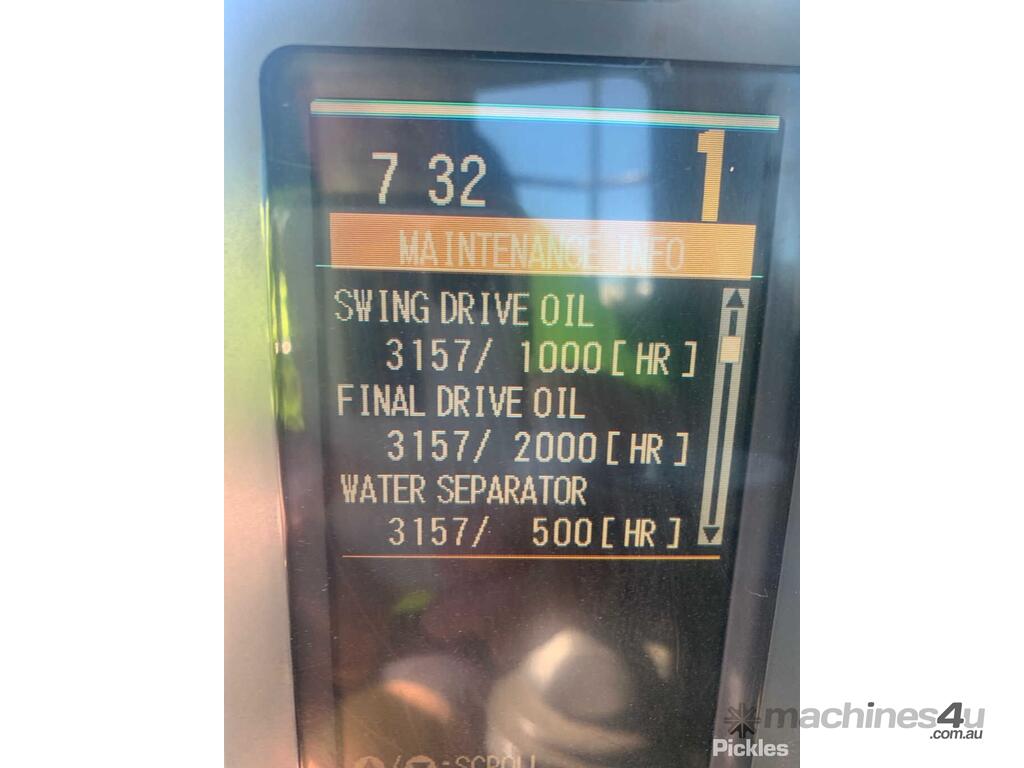 7 32
1
MAINTENANCE INFO
SWING DRIVE OIL
3157/ 1000[HR]
FINAL DRIVE OIL
3157/ 2000[HR]
WATER SEPARATOR
3157/ 500[HR]
/ :SCROLL
machines4u
.com.au
Pickles